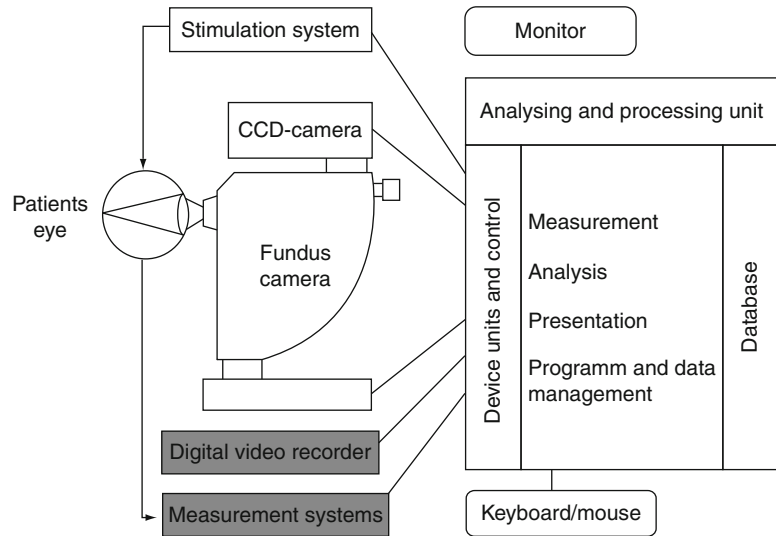 Stimulation system
Monitor
CCD-camera
Analysing and processing unit
Patients
eye
Fundus
camera
Device units and control
Measurement
Analysis
Presentation
Programm and data
management
Database
Digital video recorder
Measurement systems
Keyboard/mouse